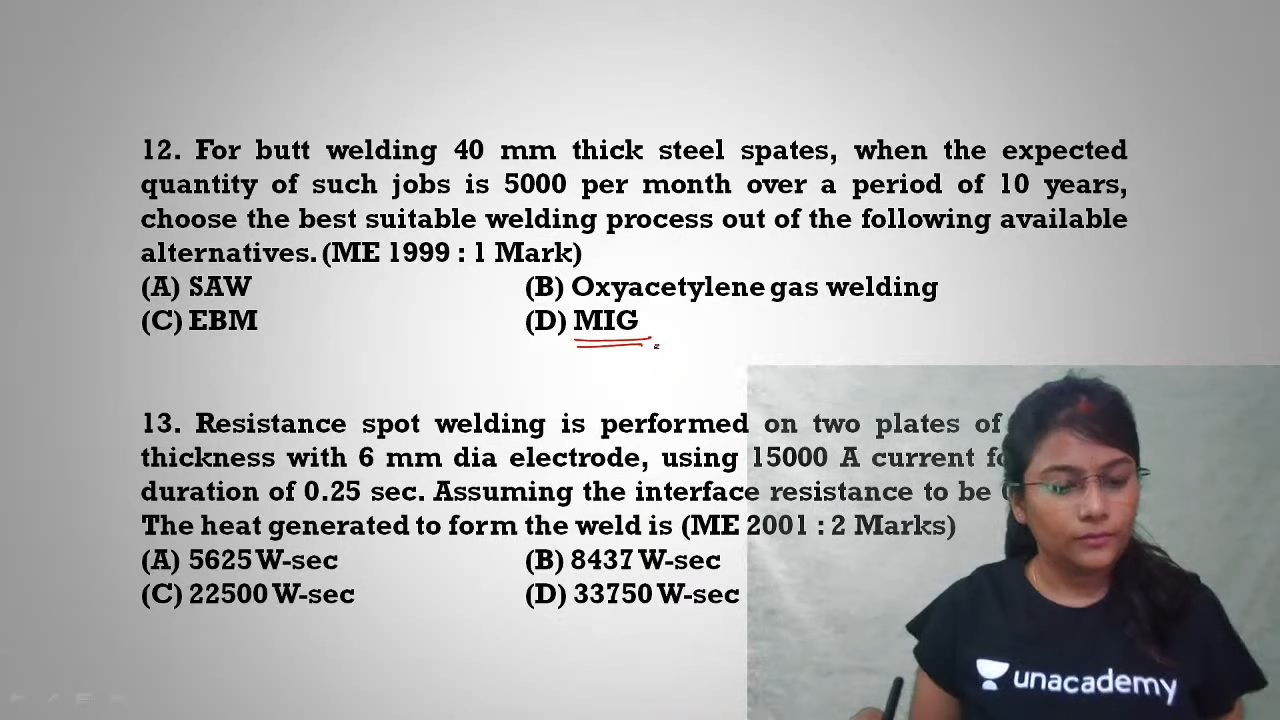 12. For butt welding 40 mm thick steel spates, when the expected
quantity of such jobs is 5000 per month over a period of 10 years,
choose the best suitable welding process out of the following available
alternatives. (ME 1999 : 1 Mark)
(A) SAW (B) Oxyacetylene gas welding
(C) EBM (D) MIG
13. Resistance spot welding is performed on two plates of
thickness with 6 mm dia electrode, using 15000 A current
duration of 0.25 sec. Assuming the interface resistance to be
The heat generated to form the weld is (ME 2001 : 2 Marks)
(A) 5625 W-sec (B) 8437 W-sec
(C) 22500 W-sec (D) 33750 W-sec
unacademy